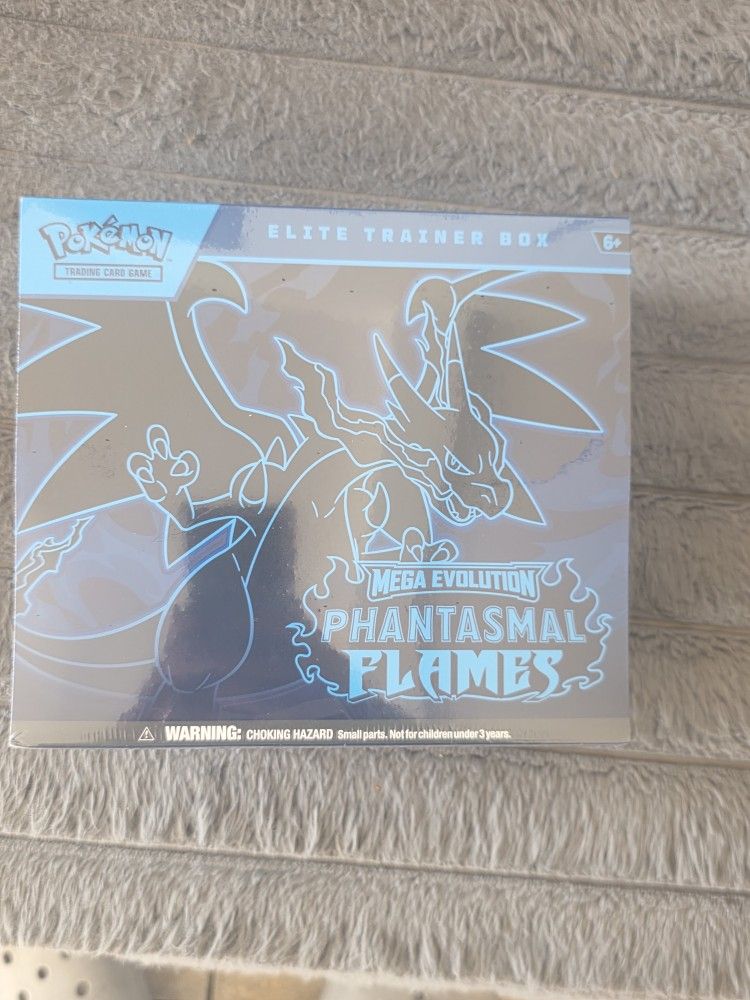 POKéMON
TRADING CARD GAME
ELITE TRAINER BOX
6+
MEGA EVOLUTION
PHANTASMAL
FLAMES
WARNING: CHOKING HAZARD Small parts. Not for children under 3 years.